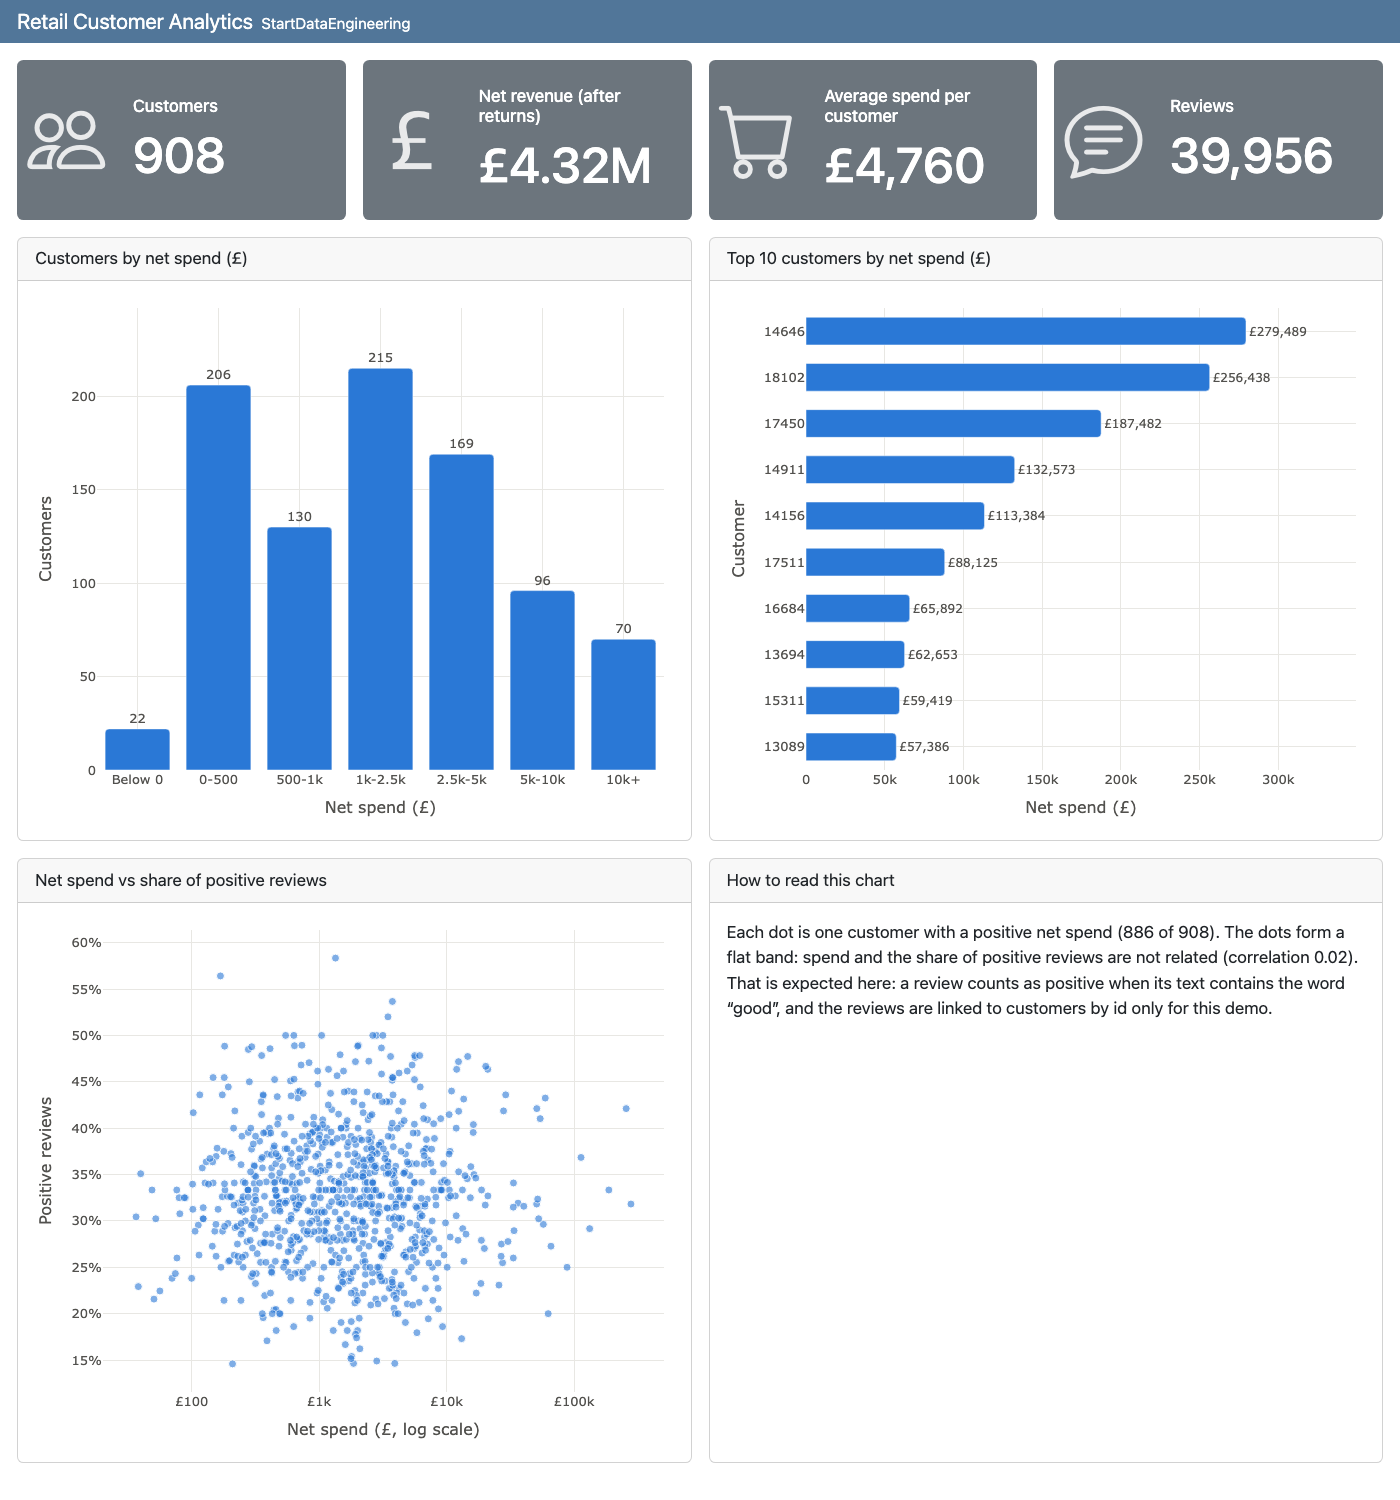 Retail Customer Analytics StartDataEngineering
Customers
908
£
Net revenue (after
returns)
£4.32M
Average spend per
customer
£4,760
Reviews
39,956
Customers by net spend (£)
Customers
200
150
100
50
0
22
206
130
215
169
96
70
Below 0
0-500
500-1k
1k-2.5k
2.5k-5k
5k-10k
10k+
Net spend (£)
Top 10 customers by net spend (£)
Customer
14646 £279,489
18102 £256,438
17450 £187,482
14911 £132,573
14156 £113,384
17511 £88,125
16684 £65,892
13694 £62,653
15311 £59,419
13089 £57,386
0 50k 100k 150k 200k 250k 300k
Net spend (£)
Net spend vs share of positive reviews
Positive reviews
60%
55%
50%
45%
40%
35%
30%
25%
20%
15%
£100 £1k £10k £100k
Net spend (£, log scale)
How to read this chart
Each dot is one customer with a positive net spend (886 of 908). The dots form a
flat band: spend and the share of positive reviews are not related (correlation 0.02).
That is expected here: a review counts as positive when its text contains the word
“good”, and the reviews are linked to customers by id only for this demo.